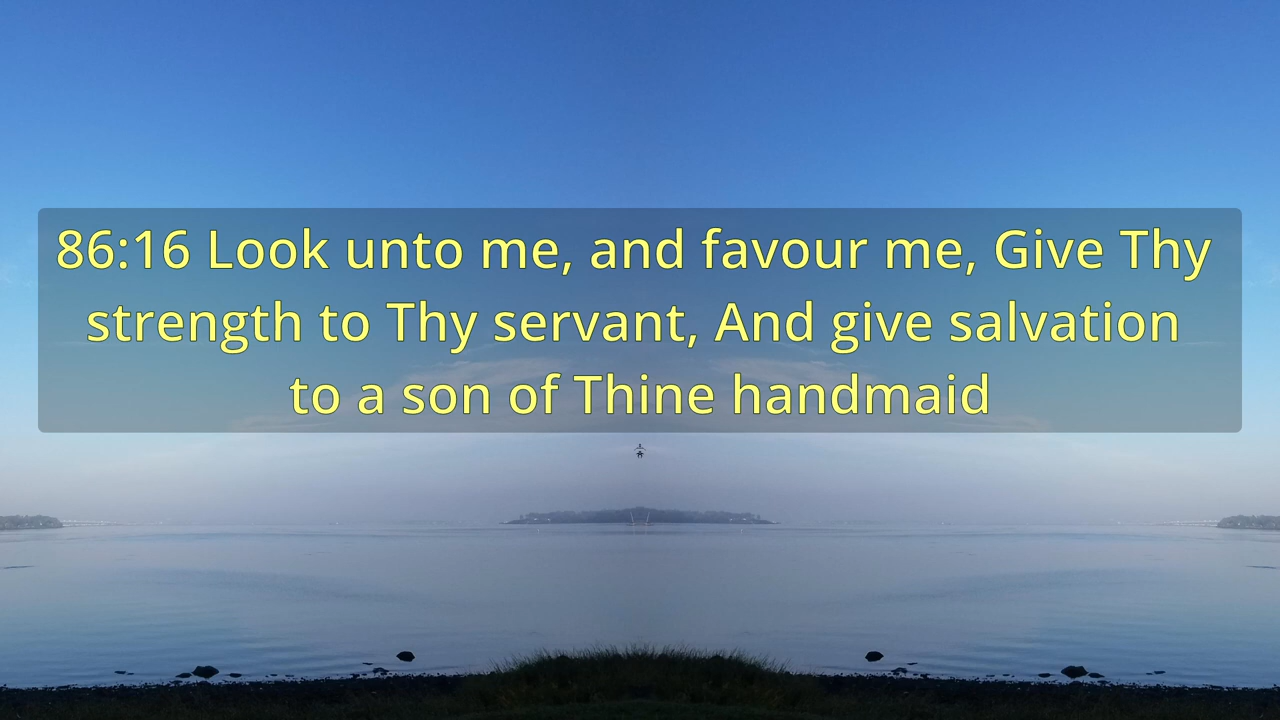 86:16 Look unto me, and favour me, Give Thy
strength to Thy servant, And give salvation
to a son of Thine handmaid